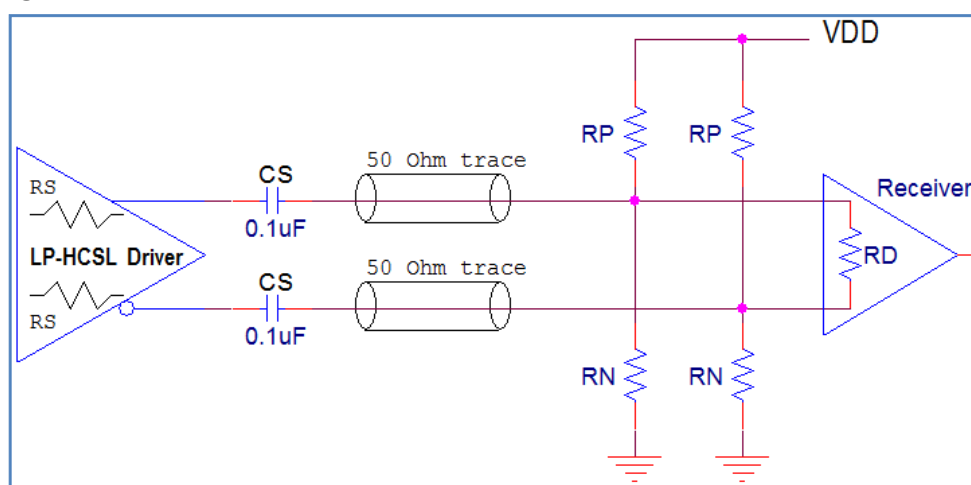 VDD
RP
RP
50 Ohm trace
CS
0.1uF
RS
LP-HCSL Driver
RS
Receiver
RD
50 Ohm trace
CS
0.1uF
RN
RN